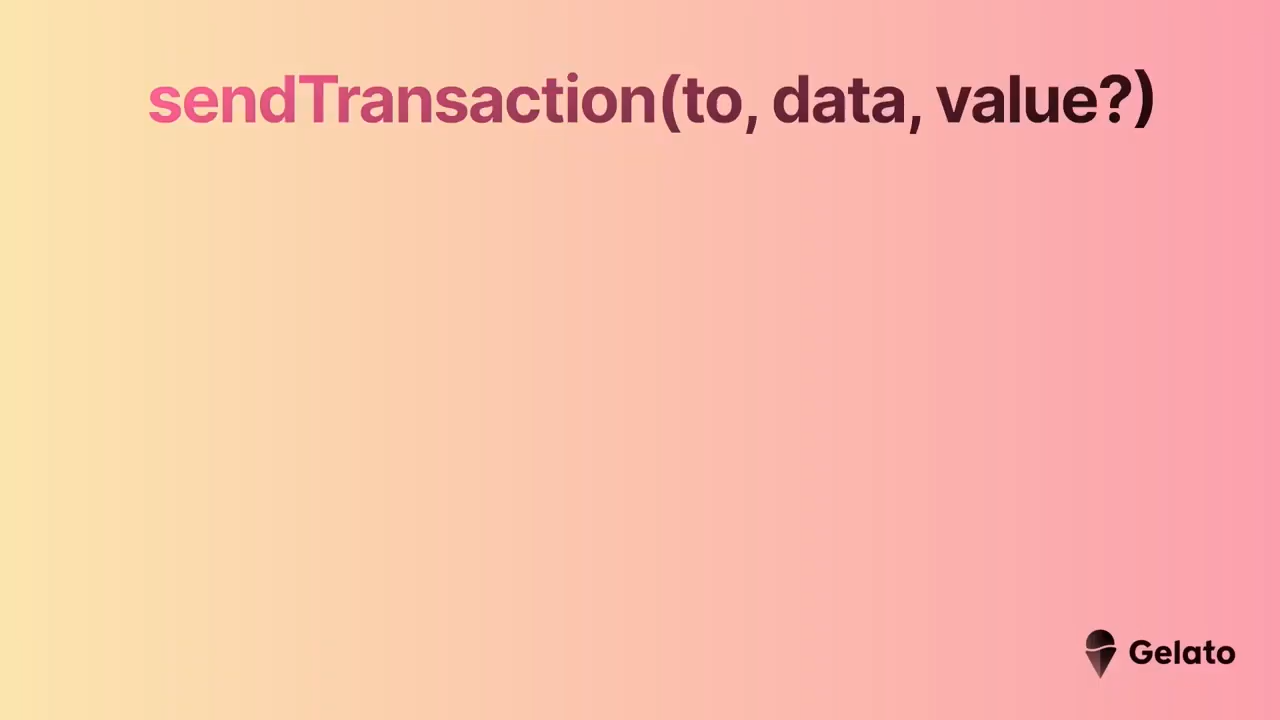 sendTransaction(to, data, value?)
Gelato